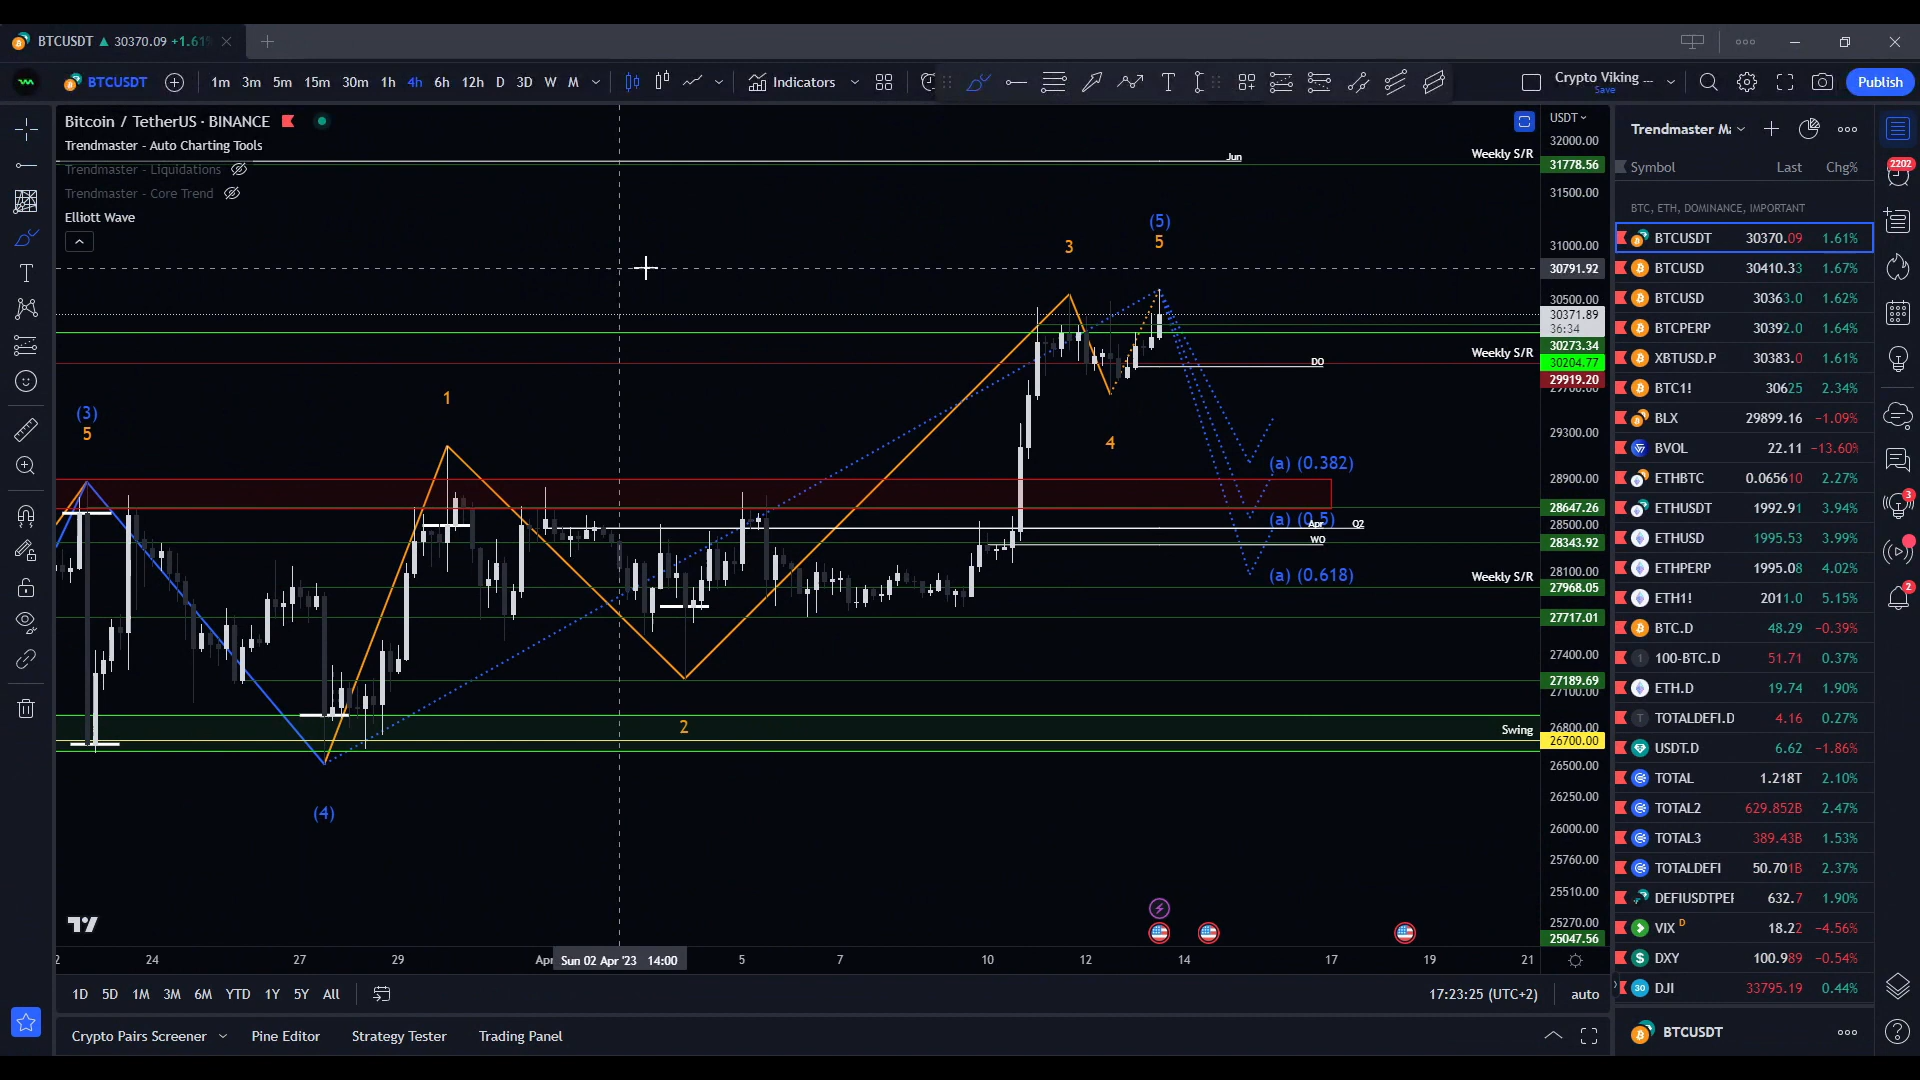 BTCUSDT ▲ 30370.09 +1.61%
BTCUSDT
1m 3m 5m 15m 30m 1h 4h 6h 12h D 3D W M
Indicators
Crypto Viking ...
Save
Publish
Bitcoin / TetherUS · BINANCE
Trendmaster - Auto Charting Tools
Trendmaster - Liquidations
Trendmaster - Core Trend
Elliott Wave
Jun
Weekly S/R
(5)
5
3
Weekly S/R
DO
1
(3)
5
4
(a) (0.382)
(a) (0.5)
Apr
Q2
WO
(a) (0.618)
Weekly S/R
2
Swing
(4)
USDT
32000.00
31778.56
31500.00
31000.00
30791.92
30500.00
30371.89
36:34
30273.34
30204.77
29919.20
29300.00
28900.00
28647.26
28500.00
28343.92
28100.00
27968.05
27717.01
27400.00
27189.69
27100.00
26800.00
26700.00
26500.00
26250.00
26000.00
25760.00
25510.00
25270.00
25047.56
2 24 27 29 Apr Sun 02 Apr '23 14:00 5 7 10 12 14 17 19 21
1D 5D 1M 3M 6M YTD 1Y 5Y All
17:23:25 (UTC+2)
auto
Crypto Pairs Screener
Pine Editor
Strategy Tester
Trading Panel
Trendmaster Ma
Symbol Last Chg%
BTC, ETH, DOMINANCE, IMPORTANT
BTCUSDT 30370.09 1.61%
BTCUSD 30410.33 1.67%
BTCUSD 30363.0 1.62%
BTCPERP 30392.0 1.64%
XBTUSD.P 30383.0 1.61%
BTC1! 30625 2.34%
BLX 29899.16 −1.09%
BVOL 22.11 −13.60%
ETHBTC 0.065610 2.27%
ETHUSDT 1992.91 3.94%
ETHUSD 1995.53 3.99%
ETHPERP 1995.08 4.02%
ETH1! 2011.0 5.15%
BTC.D 48.29 −0.39%
100-BTC.D 51.71 0.37%
ETH.D 19.74 1.90%
TOTALDEFI.D 4.16 0.27%
USDT.D 6.62 −1.86%
TOTAL 1.218T 2.10%
TOTAL2 629.852B 2.47%
TOTAL3 389.43B 1.53%
TOTALDEFI 50.701B 2.37%
DEFIUSDTPE 632.7 1.90%
VIX D 18.22 −4.56%
DXY 100.989 −0.54%
DJI 33795.19 0.44%
BTCUSDT
2202
3
2